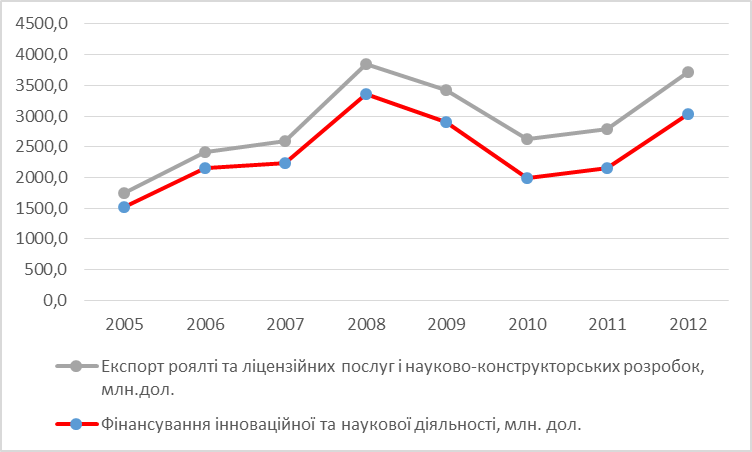 4500,0
4000,0
3500,0
3000,0
2500,0
2000,0
1500,0
1000,0
500,0
0,0
2005 2006 2007 2008 2009 2010 2011 2012
Експорт роялті та ліцензійних послуг і науково-конструкторських розробок,
млн.дол.
Фінансування інноваційної та наукової діяльності, млн. дол.